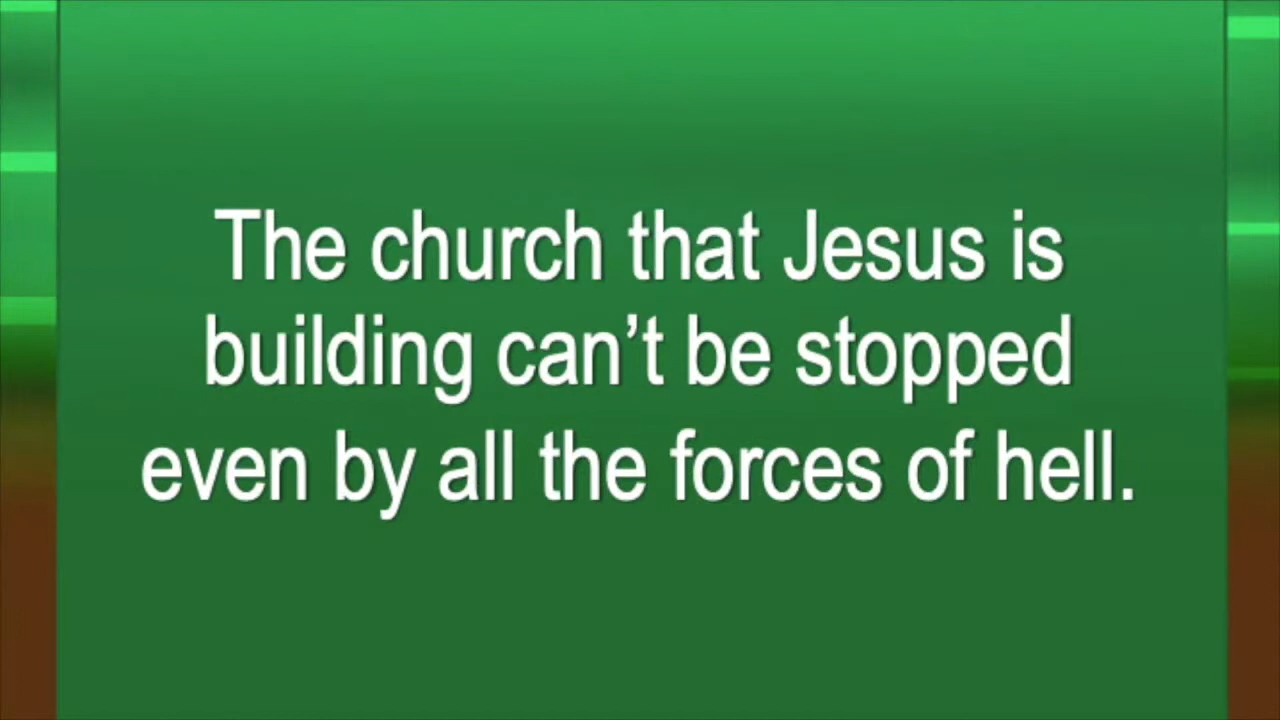 The church that Jesus is
building can’t be stopped
even by all the forces of hell.